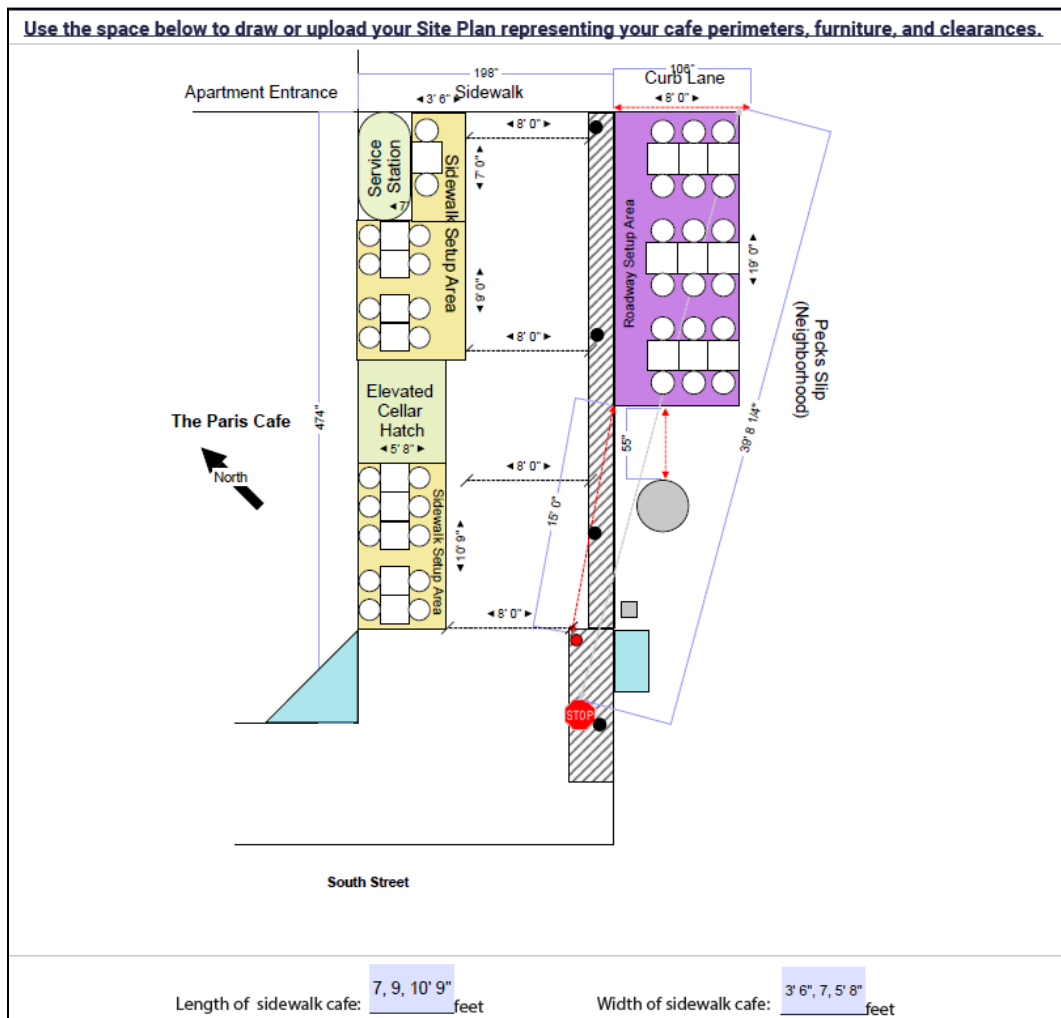 Use the space below to draw or upload your Site Plan representing your cafe perimeters, furniture, and clearances.
198"
106"
Apartment Entrance
Sidewalk
Curb Lane
3' 6"
8' 0"
8' 0"
Service
Station
7'
7' 0"
Sidewalk Setup Area
9' 0"
8' 0"
Roadway Setup Area
19' 0"
Pecks Slip
(Neighborhood)
39' 8 1/4"
474"
The Paris Cafe
North
Elevated
Cellar
Hatch
5' 8"
55"
8' 0"
15' 0"
Sidewalk Setup Area
10' 9"
8' 0"
STOP
South Street
Length of sidewalk cafe: 7, 9, 10' 9" feet
Width of sidewalk cafe: 3' 6", 7, 5' 8" feet